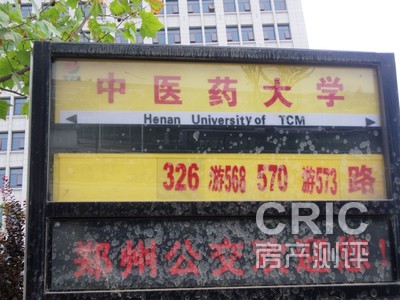 中医药大学
Henan University of TCM
326 游568 570 游573 路
郑州公交
CRIC
房产测评